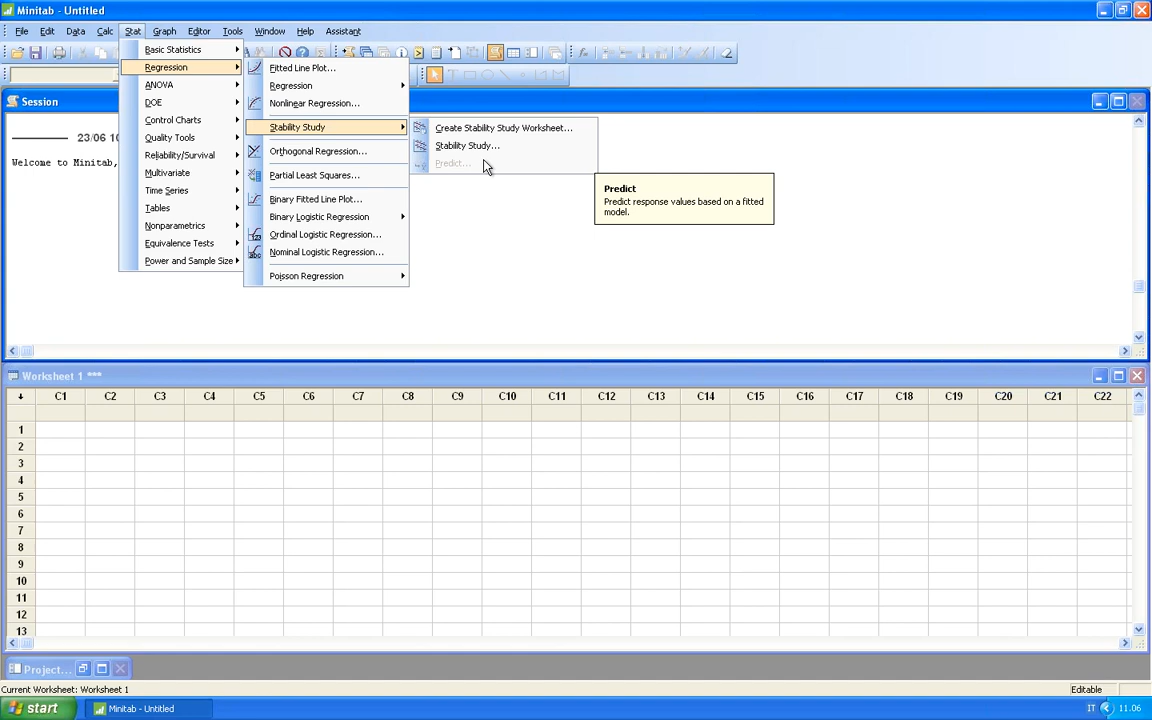 Minitab - Untitled
File Edit Data Calc Stat Graph Editor Tools Window Help Assistant
Session
23/06
Welcome to Minitab,
Basic Statistics
Regression
ANOVA
DOE
Control Charts
Quality Tools
Reliability/Survival
Multivariate
Time Series
Tables
Nonparametrics
Equivalence Tests
Power and Sample Size
Fitted Line Plot...
Regression
Nonlinear Regression...
Stability Study
Orthogonal Regression...
Partial Least Squares...
Binary Fitted Line Plot...
Binary Logistic Regression
Ordinal Logistic Regression...
Nominal Logistic Regression...
Poisson Regression
Create Stability Study Worksheet...
Stability Study...
Predict...
Predict
Predict response values based on a fitted
model.
Worksheet 1 ***
C1 C2 C3 C4 C5 C6 C7 C8 C9 C10 C11 C12 C13 C14 C15 C16 C17 C18 C19 C20 C21 C22
1
2
3
4
5
6
7
8
9
10
11
12
13
Project...
Current Worksheet: Worksheet 1 Editable
start Minitab - Untitled IT 11.06